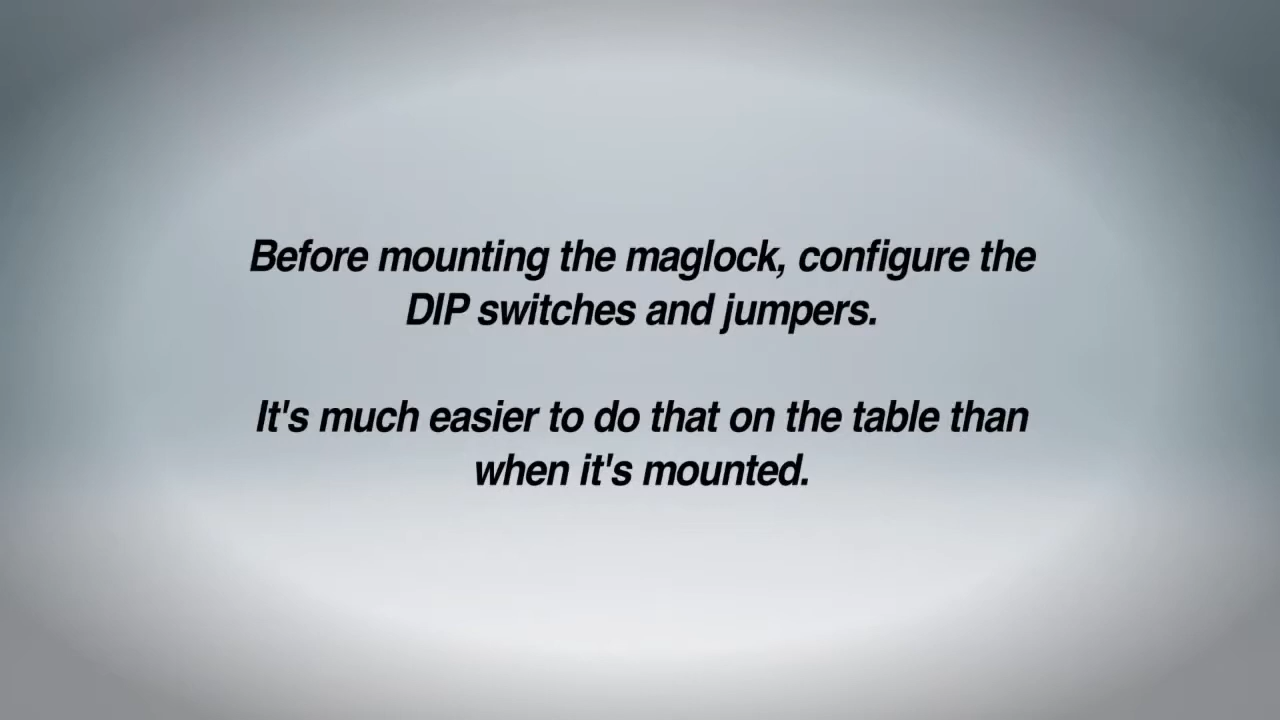 Before mounting the maglock, configure the
DIP switches and jumpers.
It's much easier to do that on the table than
when it's mounted.